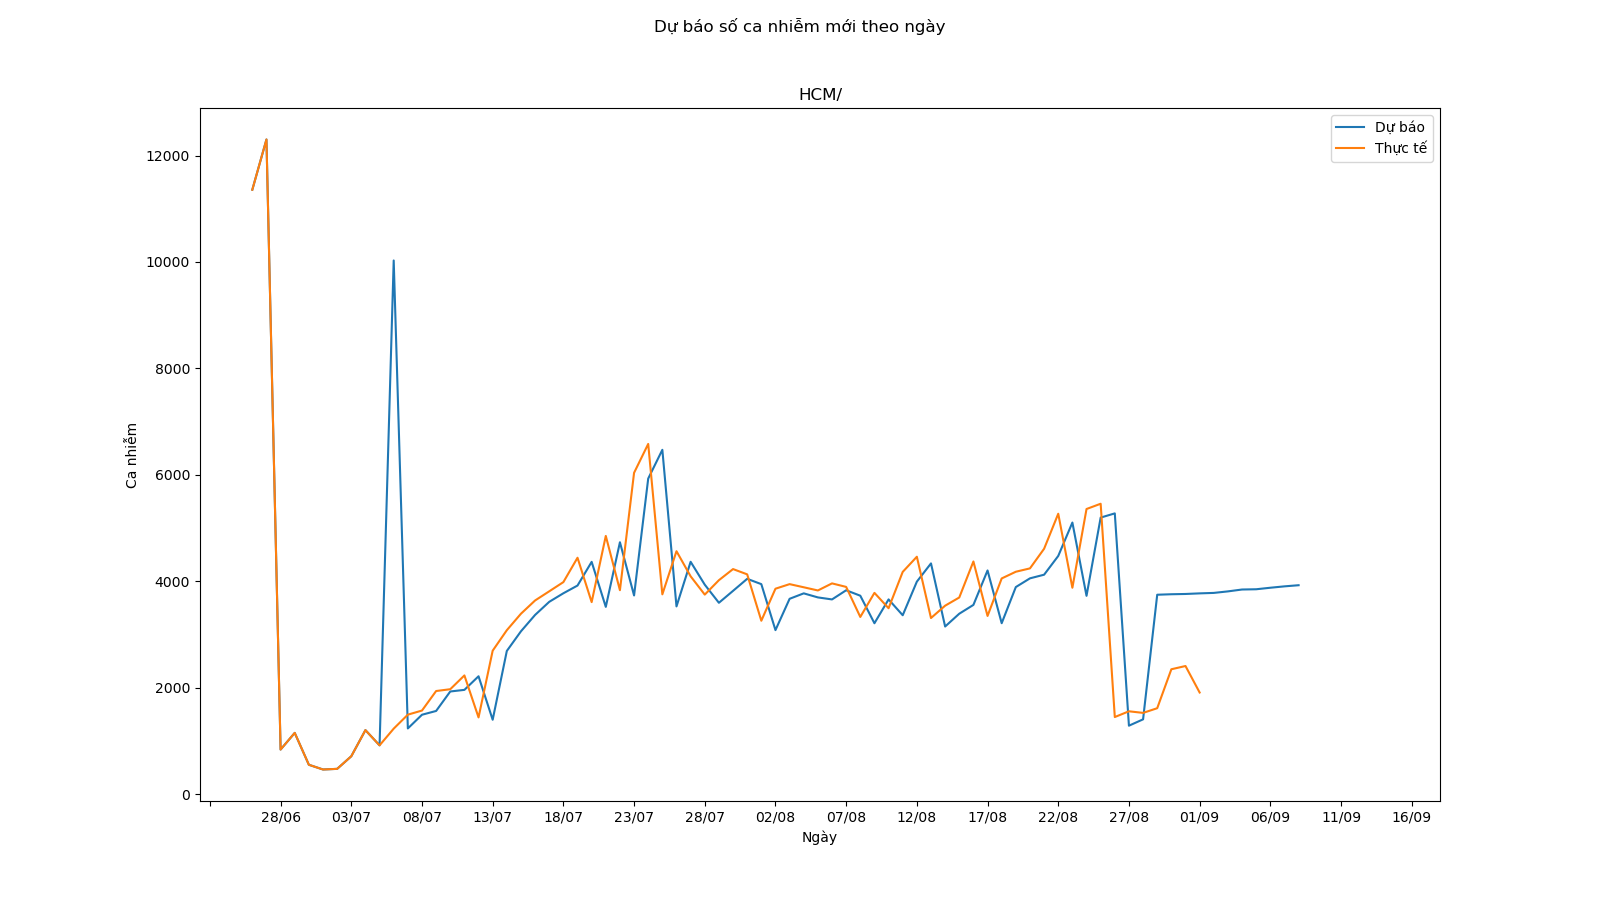 Dự báo số ca nhiễm mới theo ngày
HCM/
Dự báo
Thực tế
12000
10000
8000
6000
4000
2000
0
Ca nhiễm
28/06 03/07 08/07 13/07 18/07 23/07 28/07 02/08 07/08 12/08 17/08 22/08 27/08 01/09 06/09 11/09 16/09
Ngày